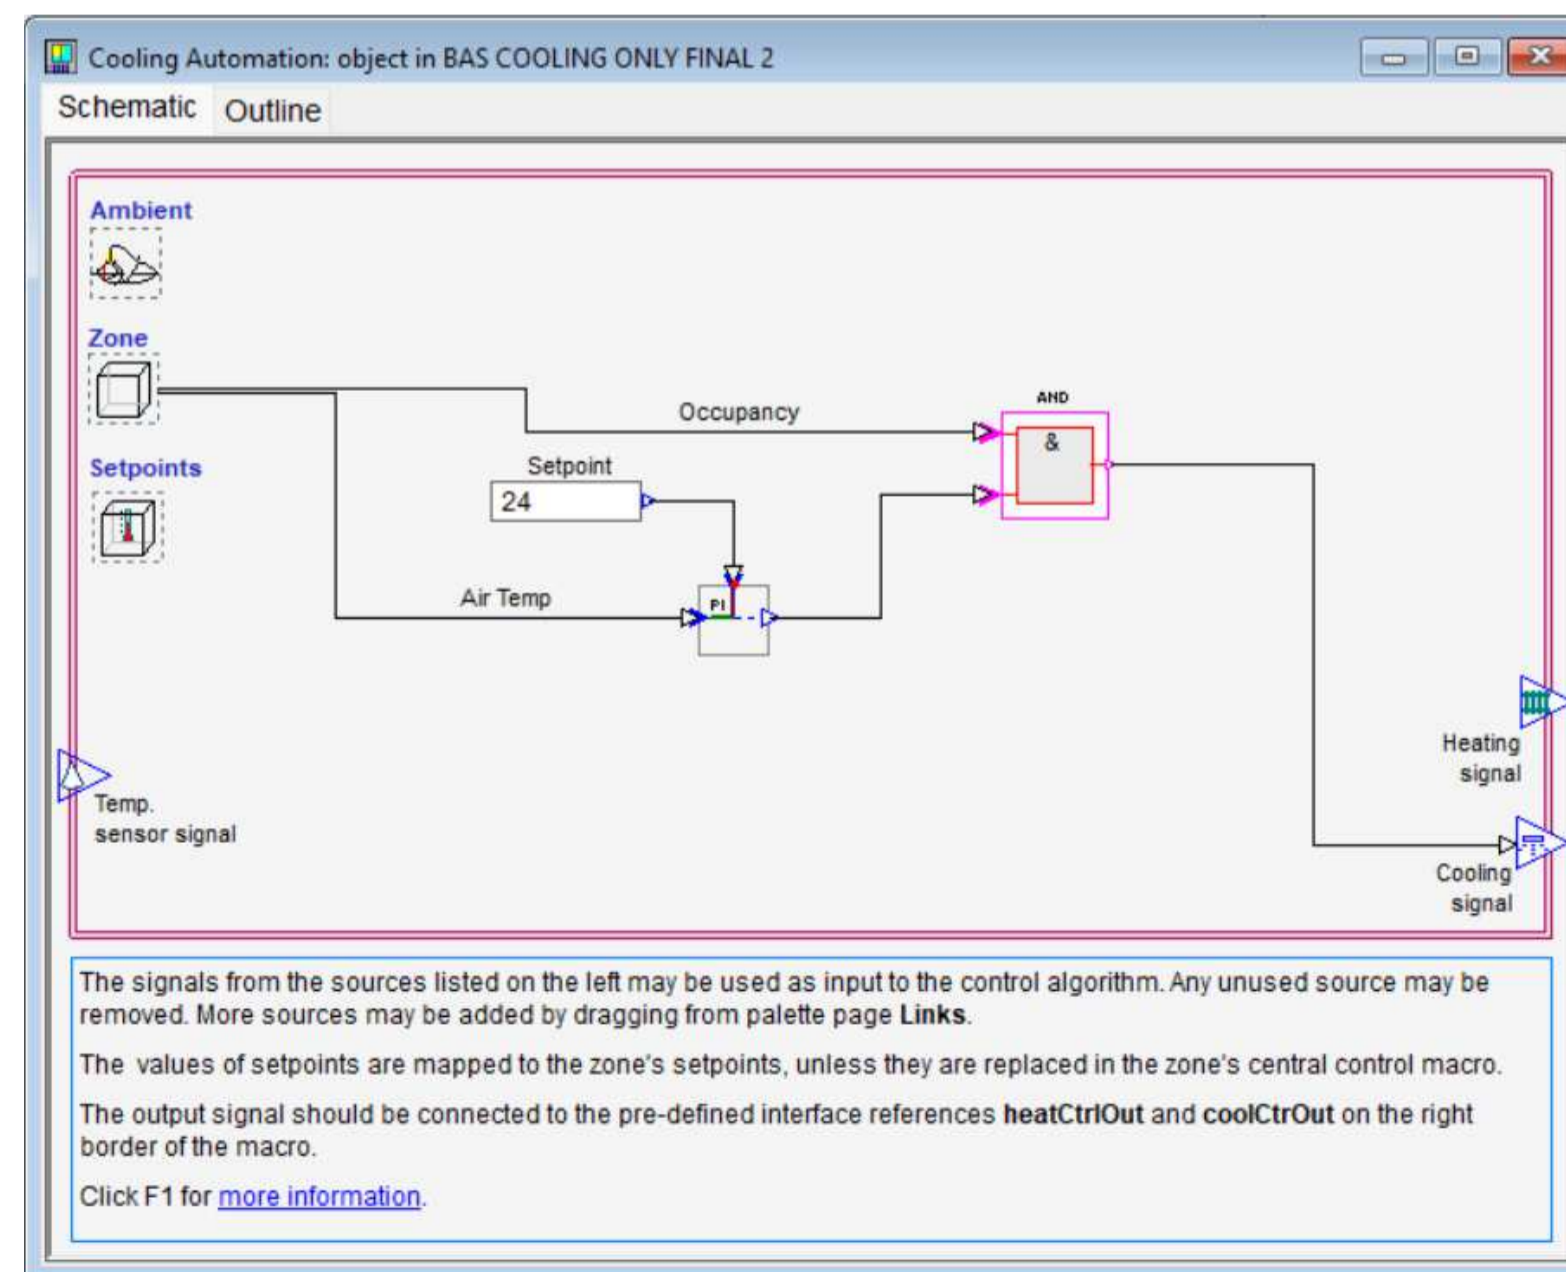 Cooling Automation: object in BAS COOLING ONLY FINAL 2
Schematic Outline
Ambient
Zone
Setpoints
Occupancy
Setpoint
24
Air Temp
PI
AND
&
Temp.
sensor signal
Heating
signal
Cooling
signal
The signals from the sources listed on the left may be used as input to the control algorithm. Any unused source may be
removed. More sources may be added by dragging from palette page Links.
The values of setpoints are mapped to the zone's setpoints, unless they are replaced in the zone's central control macro.
The output signal should be connected to the pre-defined interface references heatCtrlOut and coolCtrOut on the right
border of the macro.
Click F1 for more information.